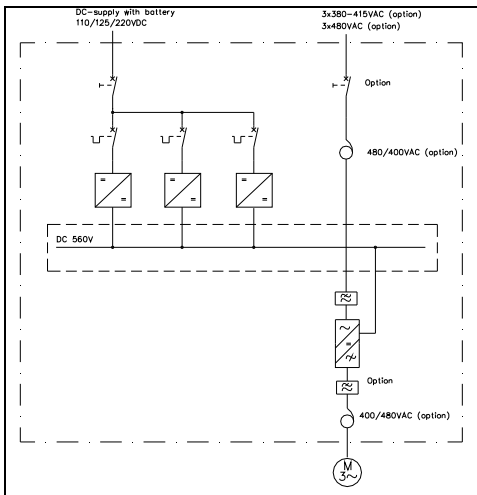 DC-supply with battery
110/125/220VDC
3x380-415VAC (option)
3x480VAC (option)
Option
480/400VAC (option)
DC 560V
Option
400/480VAC (option)
M
3~